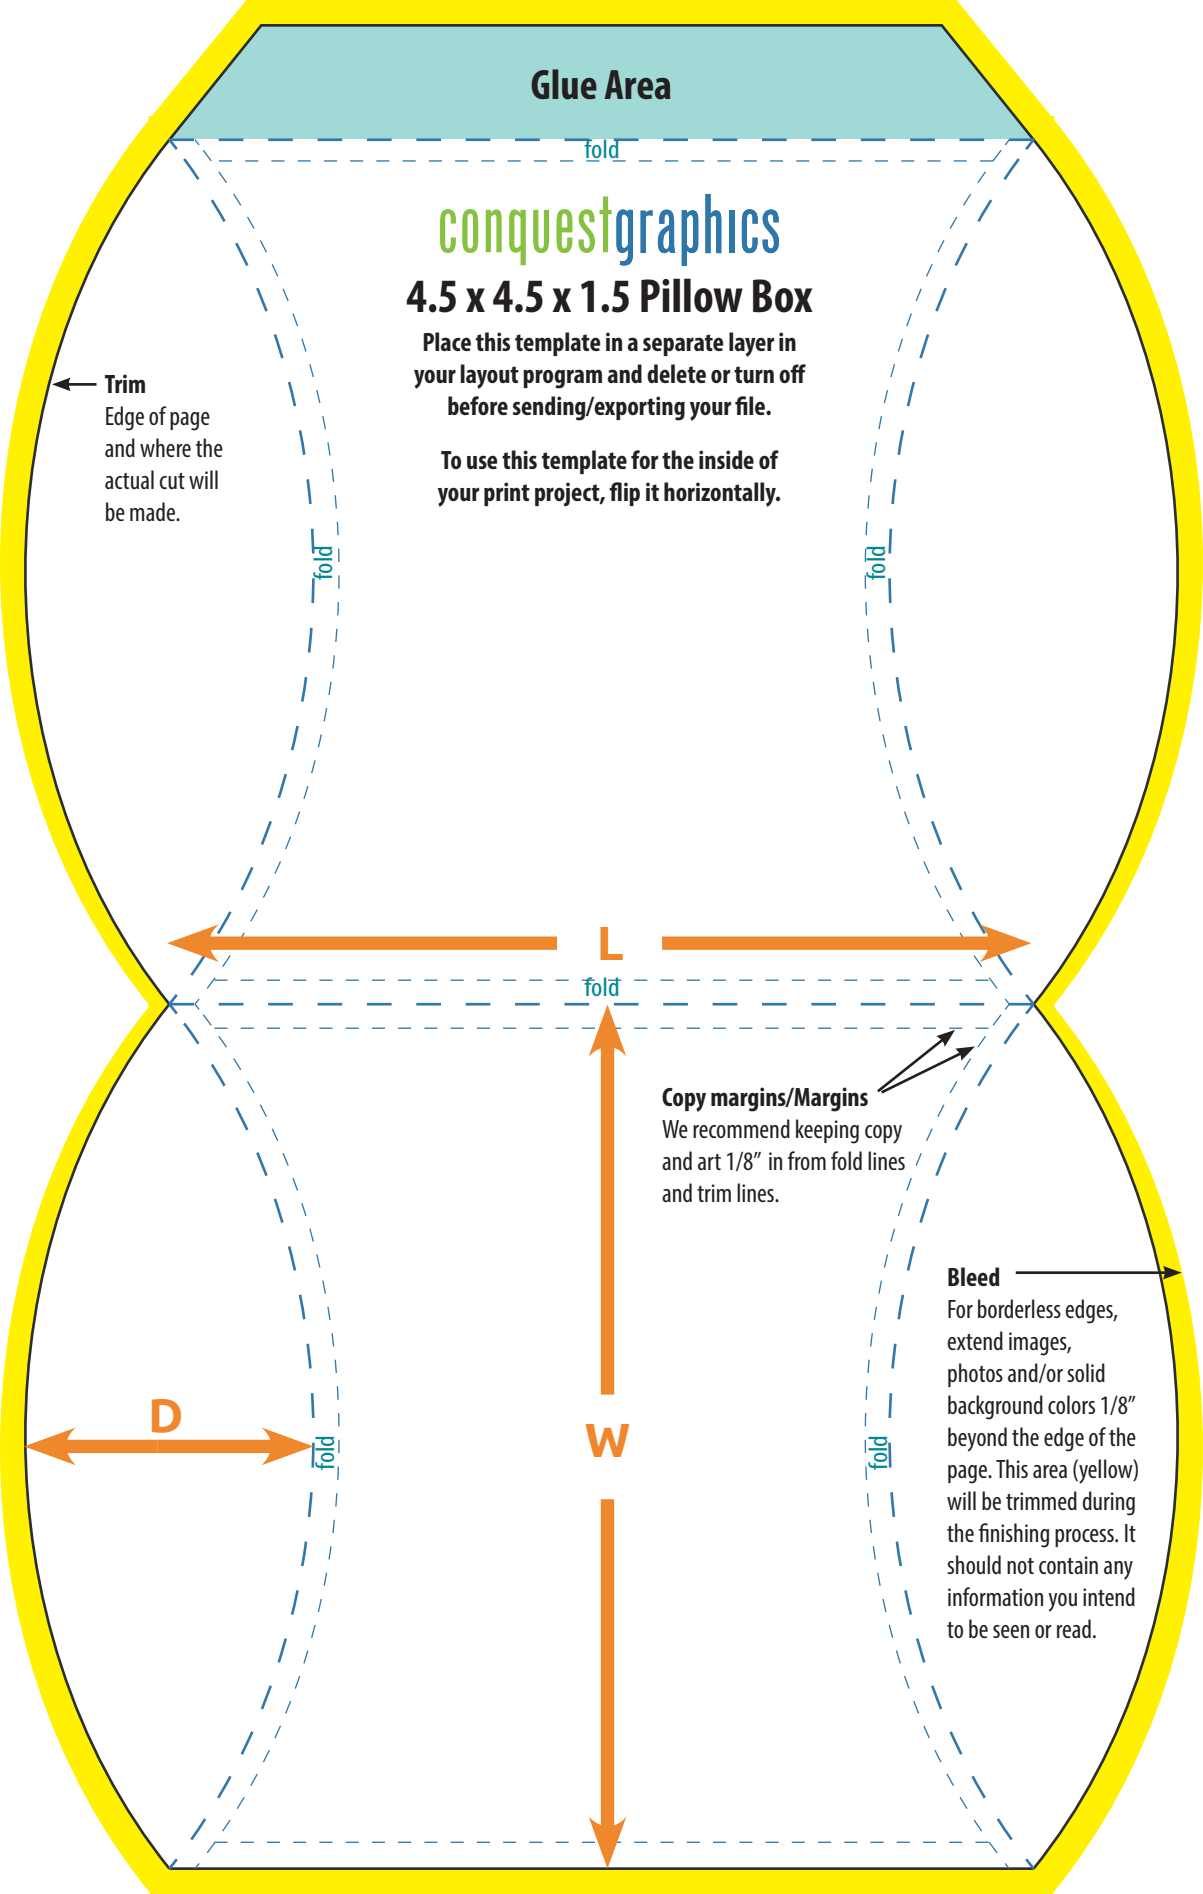 Glue Area
fold
conquestgraphics
4.5 x 4.5 x 1.5 Pillow Box
Place this template in a separate layer in
your layout program and delete or turn off
before sending/exporting your file.
To use this template for the inside of
your print project, flip it horizontally.
Trim
Edge of page
and where the
actual cut will
be made.
fold
fold
L
fold
Copy margins/Margins
We recommend keeping copy
and art 1/8” in from fold lines
and trim lines.
Bleed
For borderless edges,
extend images,
photos and/or solid
background colors 1/8”
beyond the edge of the
page. This area (yellow)
will be trimmed during
the finishing process. It
should not contain any
information you intend
to be seen or read.
D
W
fold
fold